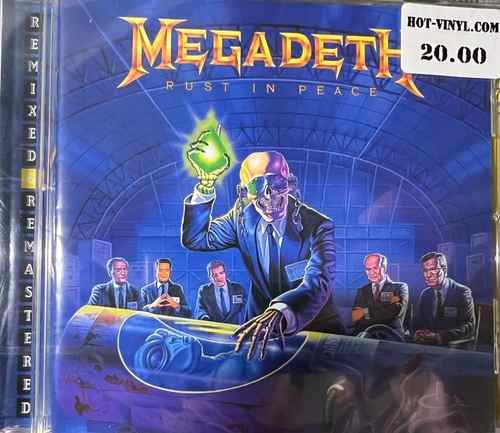 HOT-VINYL.COM
20.00
MEGADETH
RUST IN PEACE
REMIXED & REMASTERED